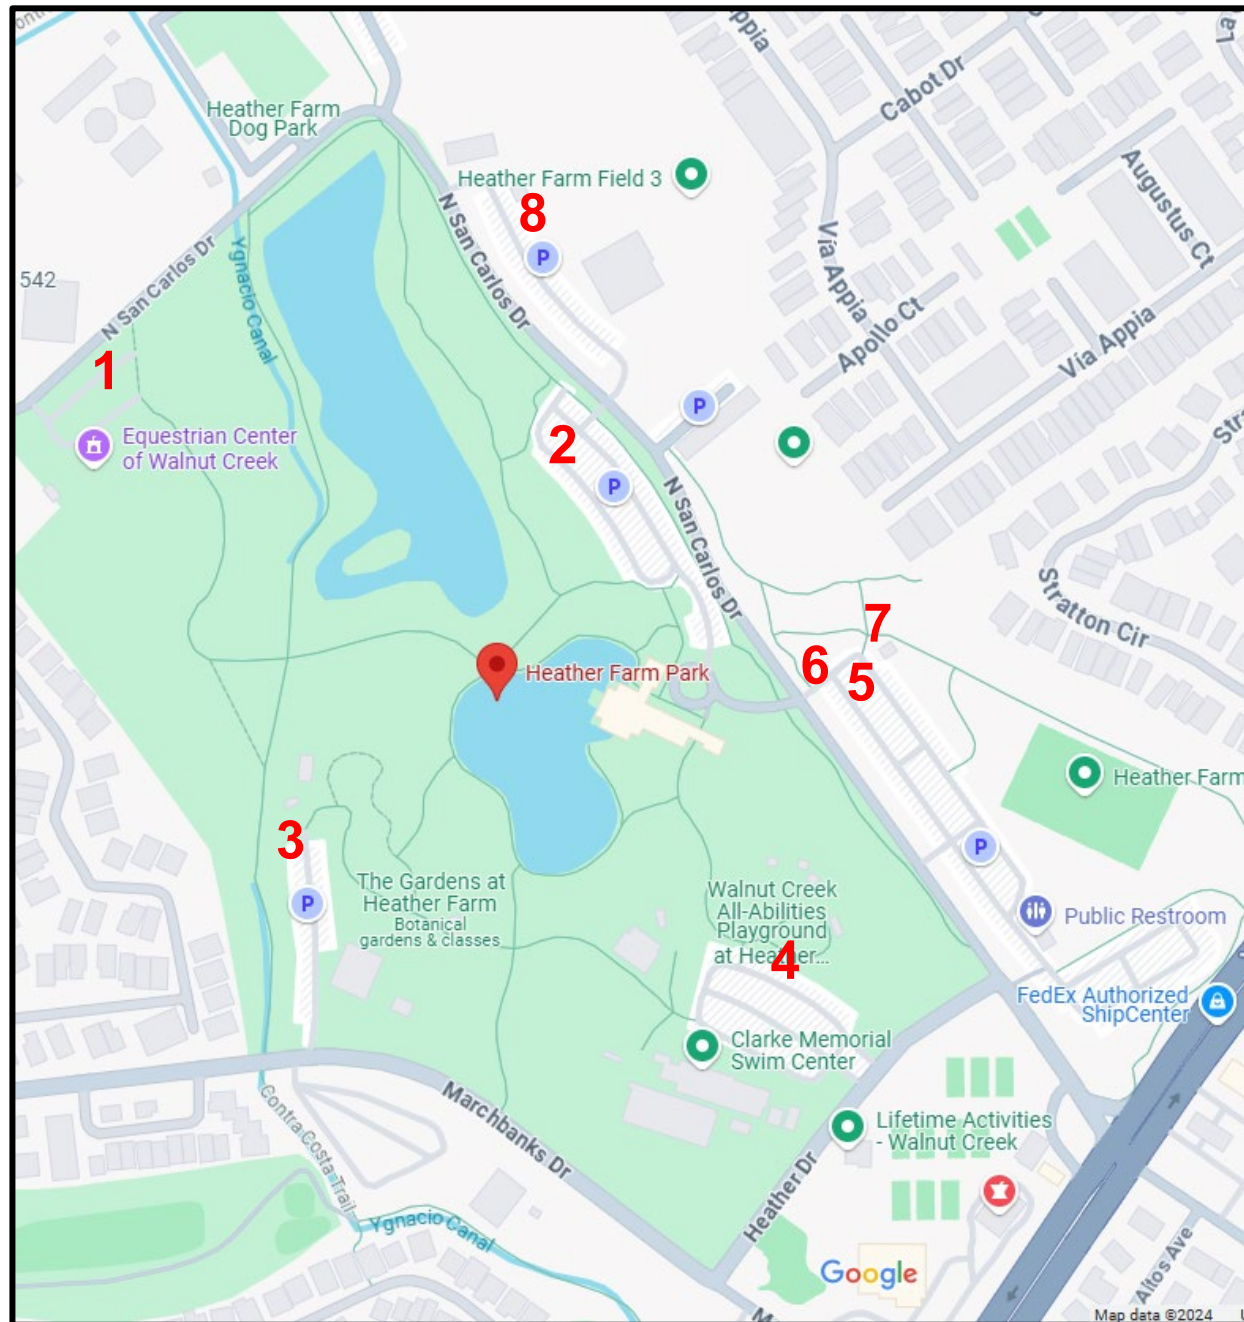 Heather Farm
Dog Park
Cabot Dr
Augustus Ct
Heather Farm Field 3
8
N San Carlos Dr
N San Carlos Dr
Ygnacio Canal
Via Appia
Apollo Ct
Via Appia
542
1
P
P
Equestrian Center
of Walnut Creek
2
P
N San Carlos Dr
Stratton Cir
7
6
5
Heather Farm Park
Heather Farm
3
P
P
The Gardens at
Heather Farm
Botanical
gardens & classes
Walnut Creek
All-Abilities
Playground
at Heather...
4
Public Restroom
FedEx Authorized
ShipCenter
Clarke Memorial
Swim Center
Marchbanks Dr
Contra Costa Trail
Lifetime Activities
- Walnut Creek
Heather Dr
Ygnacio Canal
Altos Ave
Google
Map data ©2024